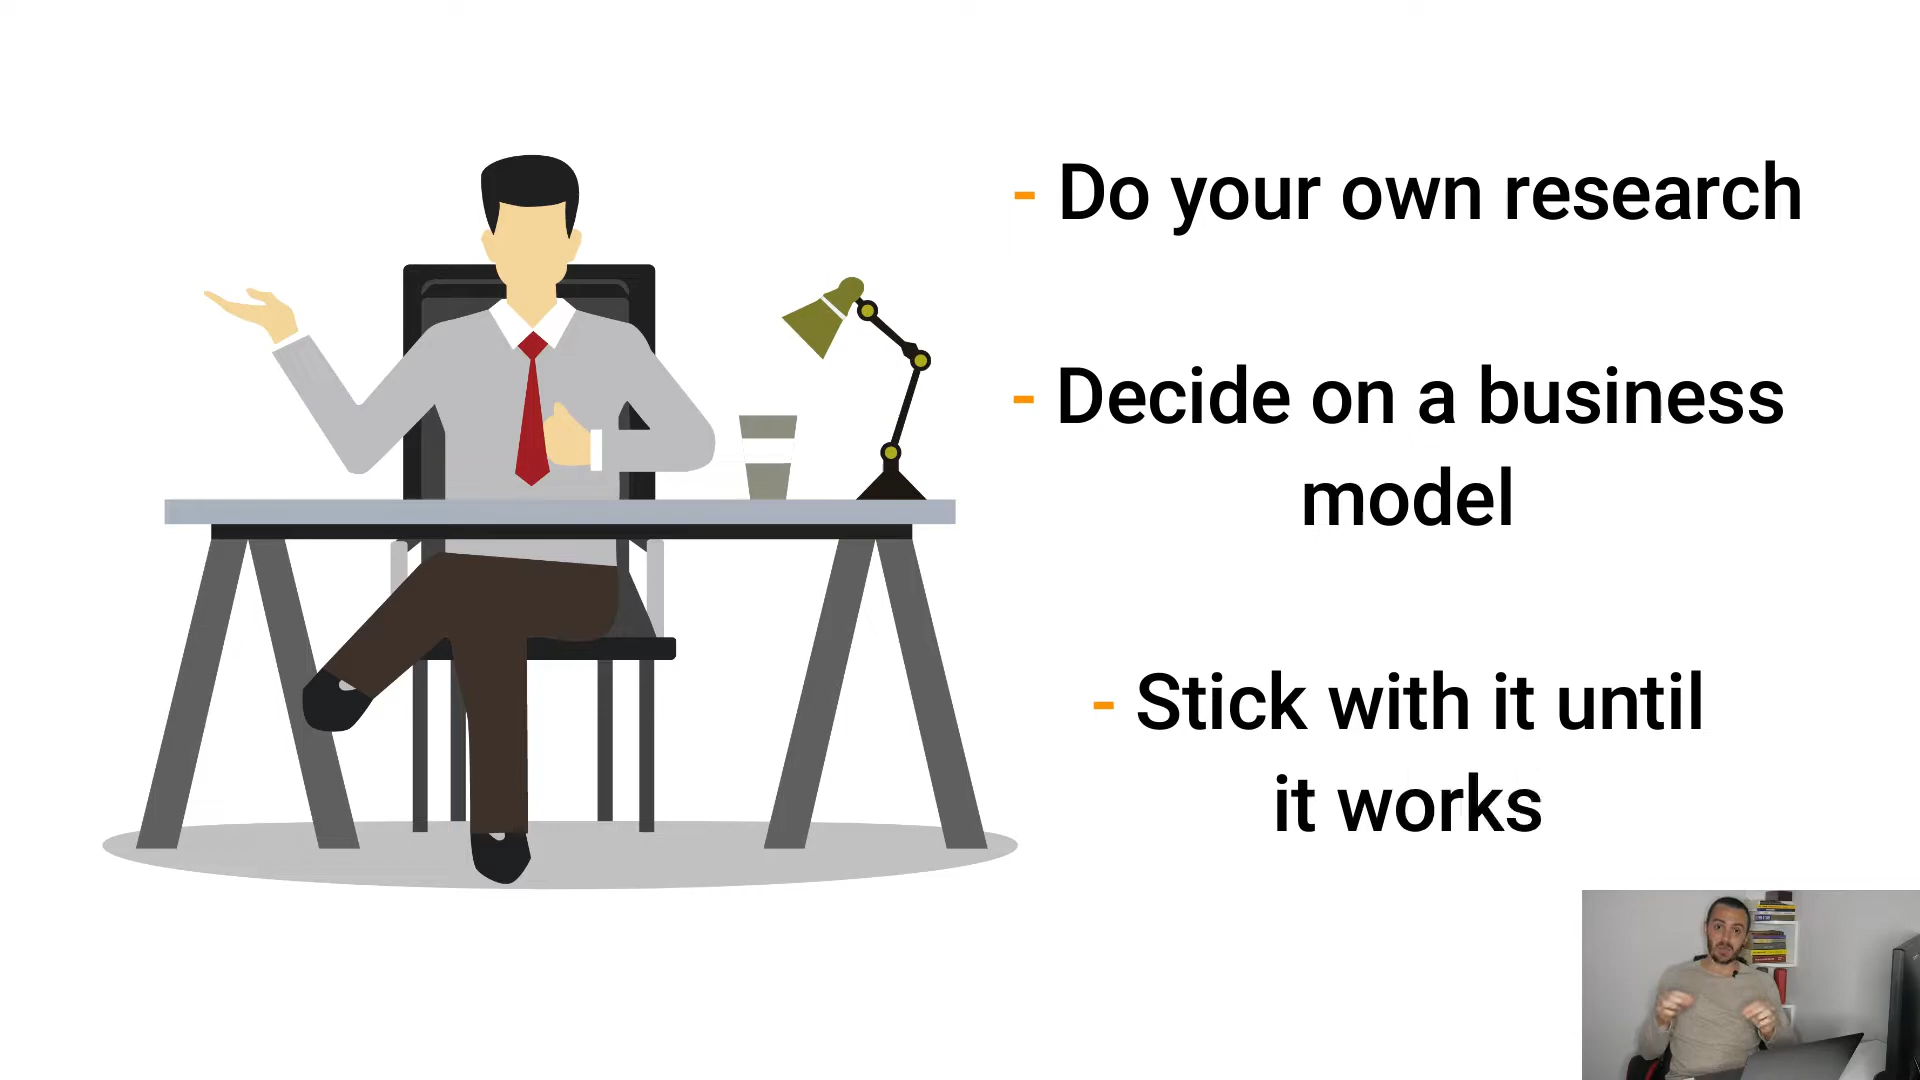 - Do your own research
- Decide on a business
model
- Stick with it until
it works